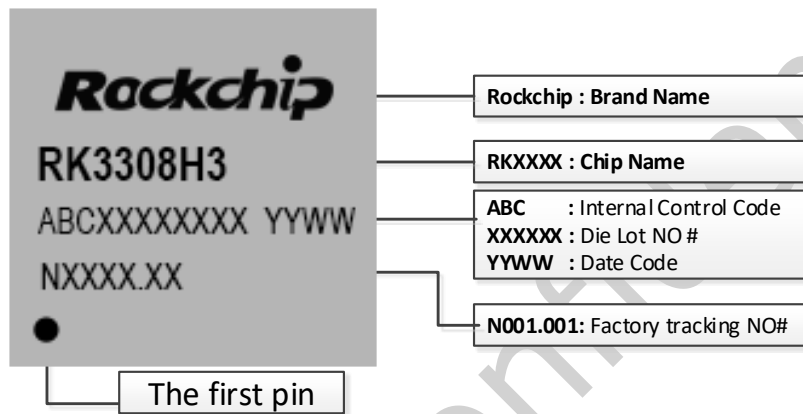 Rockchip
RK3308H3
ABCXXXXXXXX YYWW
NXXXX.XX
The first pin
Rockchip : Brand Name
RKXXXX : Chip Name
ABC : Internal Control Code
XXXXXX : Die Lot NO #
YYWW : Date Code
N001.001: Factory tracking NO#